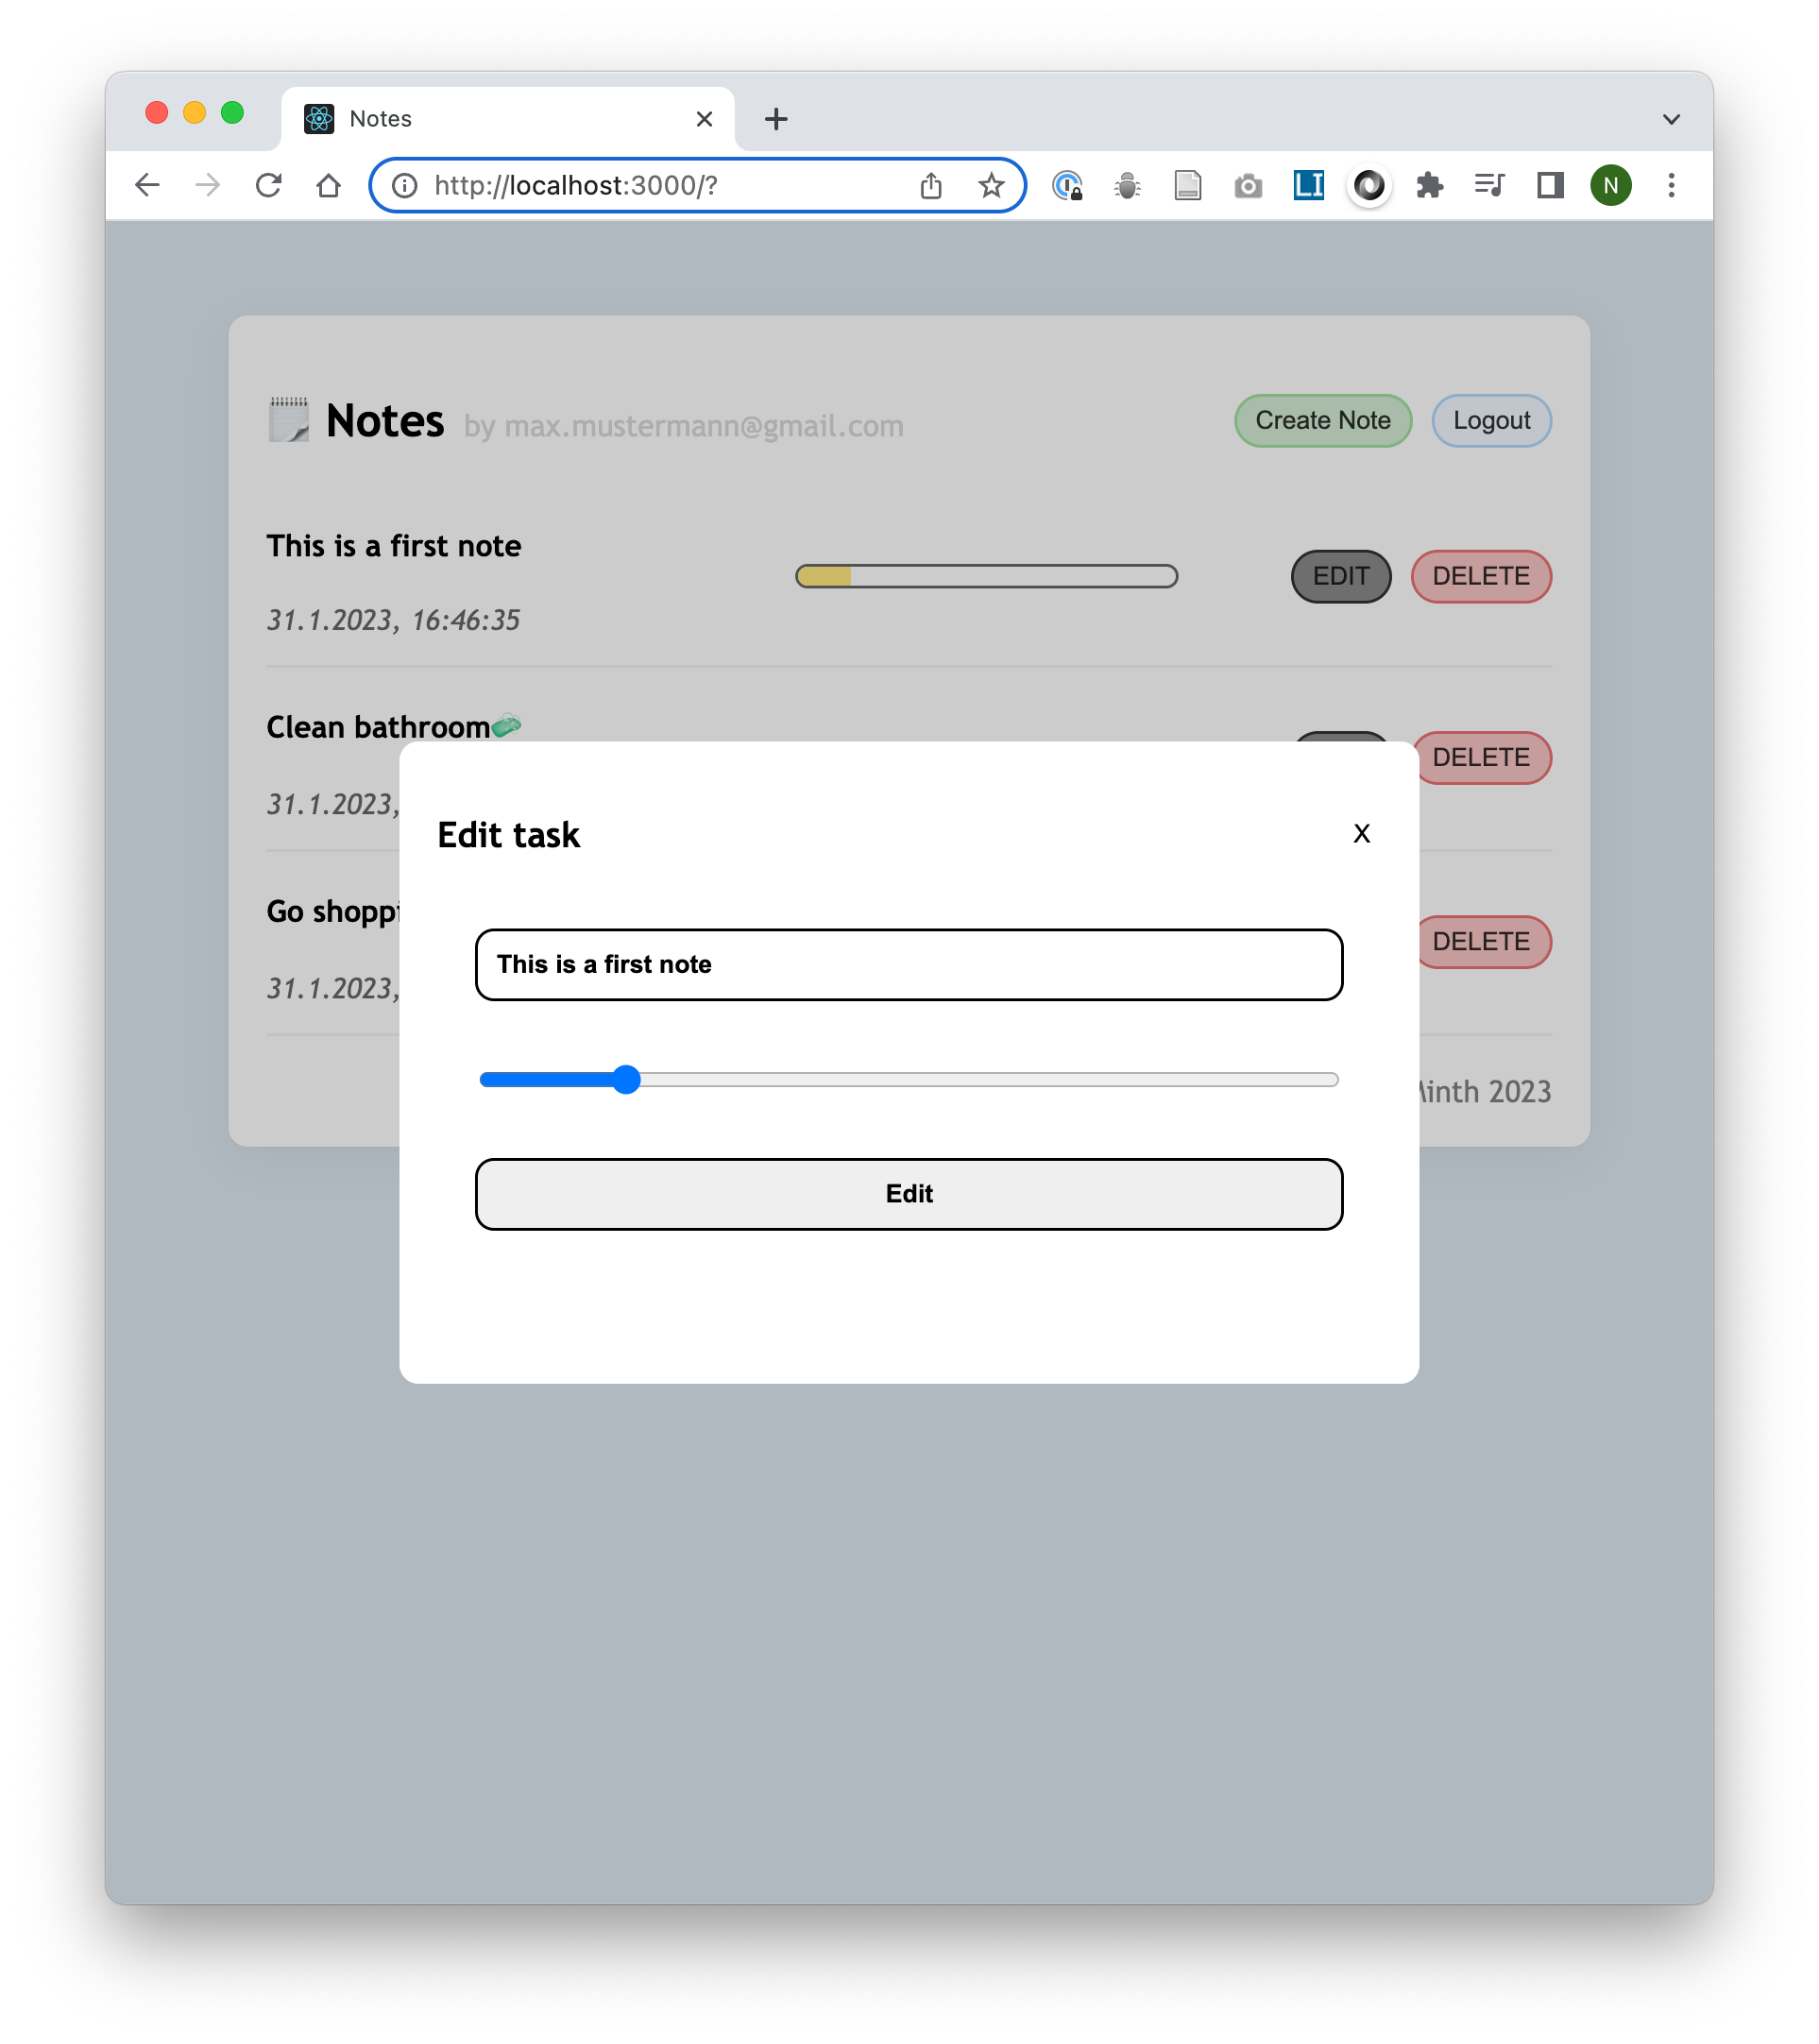 Notes
http://localhost:3000/?
N
Notes by max.mustermann@gmail.com
Create Note
Logout
This is a first note
31.1.2023, 16:46:35
EDIT
DELETE
Clean bathroom
31.1.2023,
DELETE
Edit task
X
Go
This is a first note
31.1.2023,
DELETE
2023
Edit